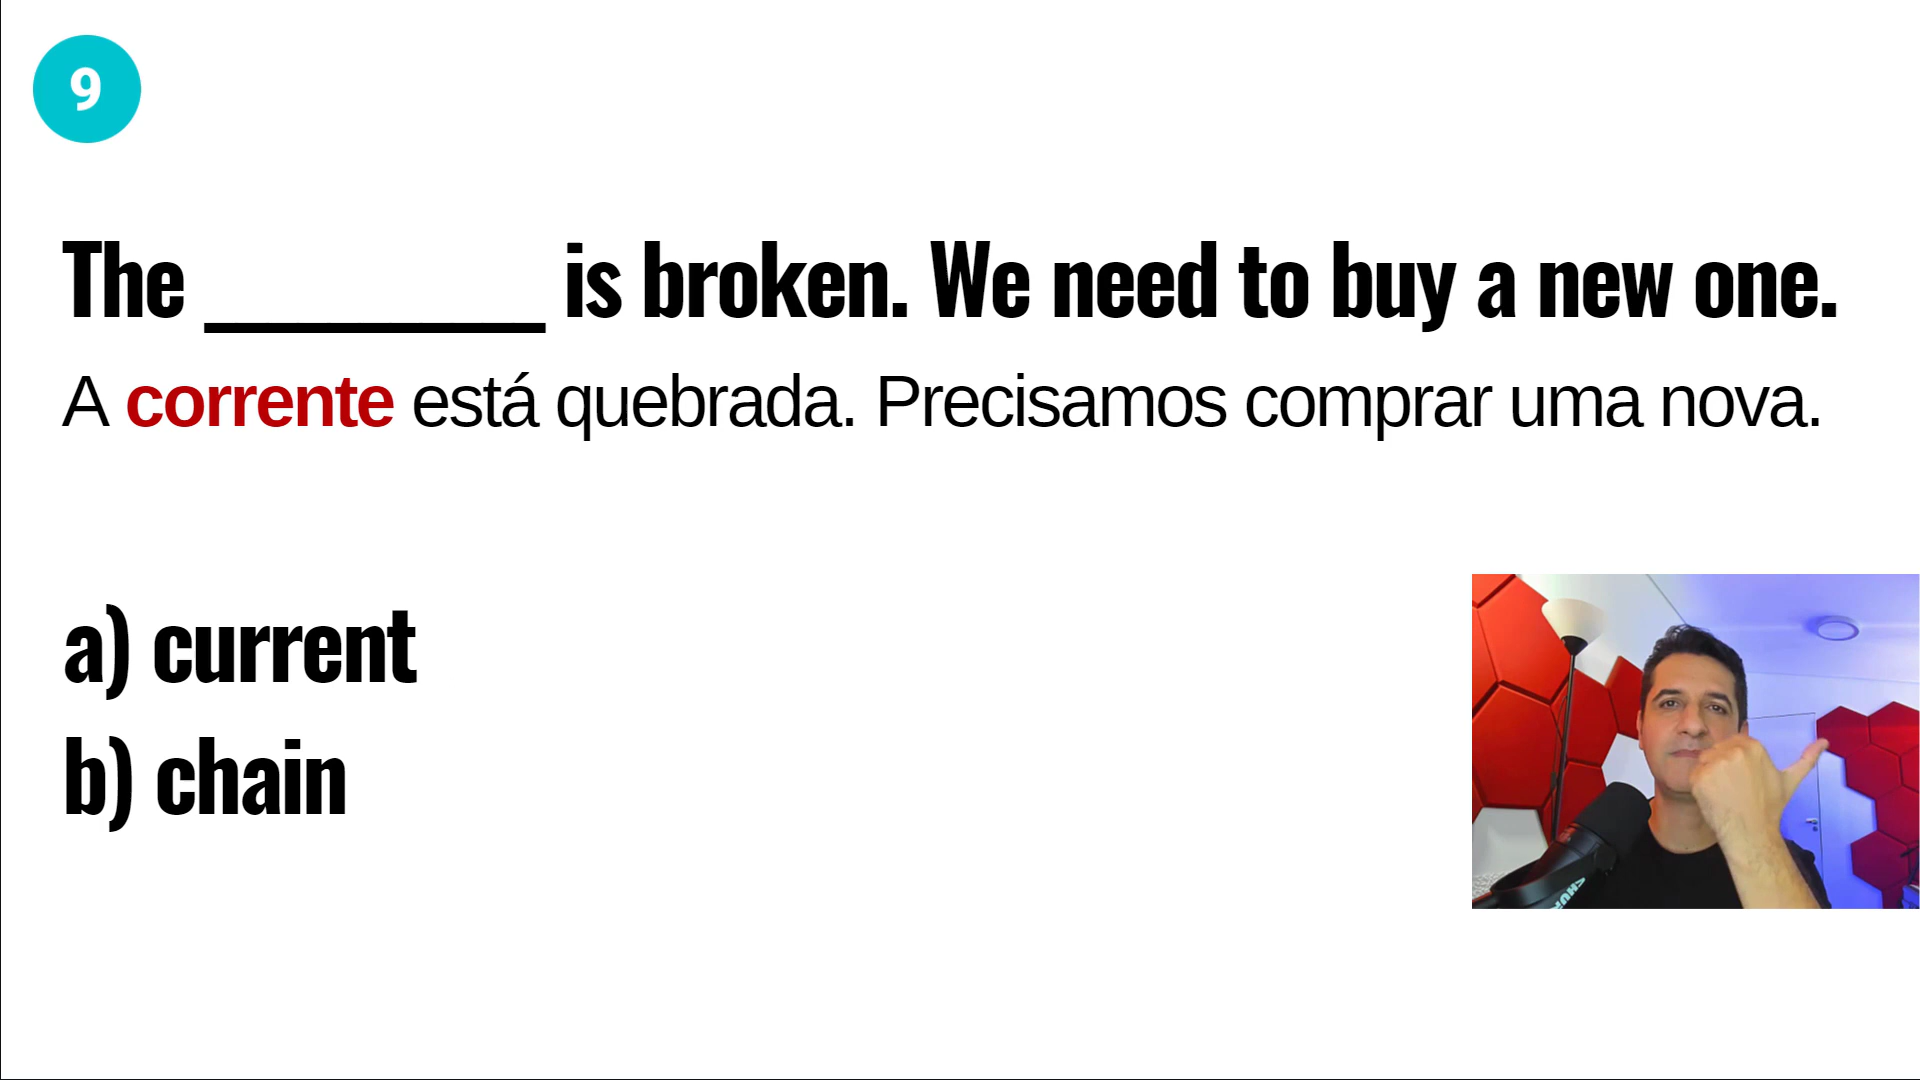 9
The ________ is broken. We need to buy a new one.
A corrente está quebrada. Precisamos comprar uma nova.
a) current
b) chain